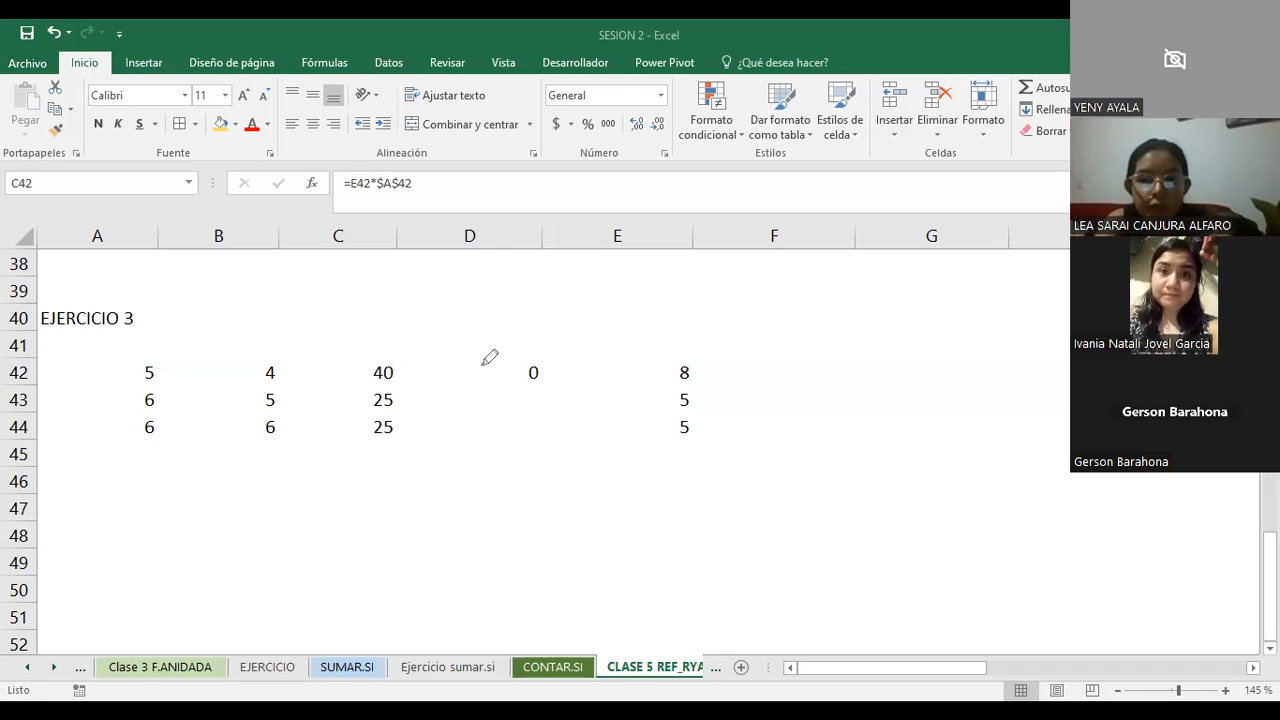 SESION 2 - Excel
Archivo Inicio Insertar Diseño de página Fórmulas Datos Revisar Vista Desarrollador Power Pivot ¿Qué desea hacer?
Pegar
Calibri 11
N K S
Ajustar texto
Combinar y centrar
General
$ % 000
Formato condicional
Dar formato como tabla
Estilos de celda
Insertar
Eliminar
Formato
Autosu
Rellena
Borrar
Portapapeles Fuente Alineación Número Estilos Celdas
C42 fx =E42*$A$42
A B C D E F G
38
39
40 EJERCICIO 3
41
42 5 4 40 0 8
43 6 5 25 5
44 6 6 25 5
45
46
47
48
49
50
51
52
... Clase 3 F.ANIDADA EJERCICIO SUMAR.SI Ejercicio sumar.si CONTAR.SI CLASE 5 REF_RYA ...
Listo 145 %
YENY AYALA
LEA SARAI CANJURA ALFARO
Ivania Natali Jovel Garcia
Gerson Barahona
Gerson Barahona